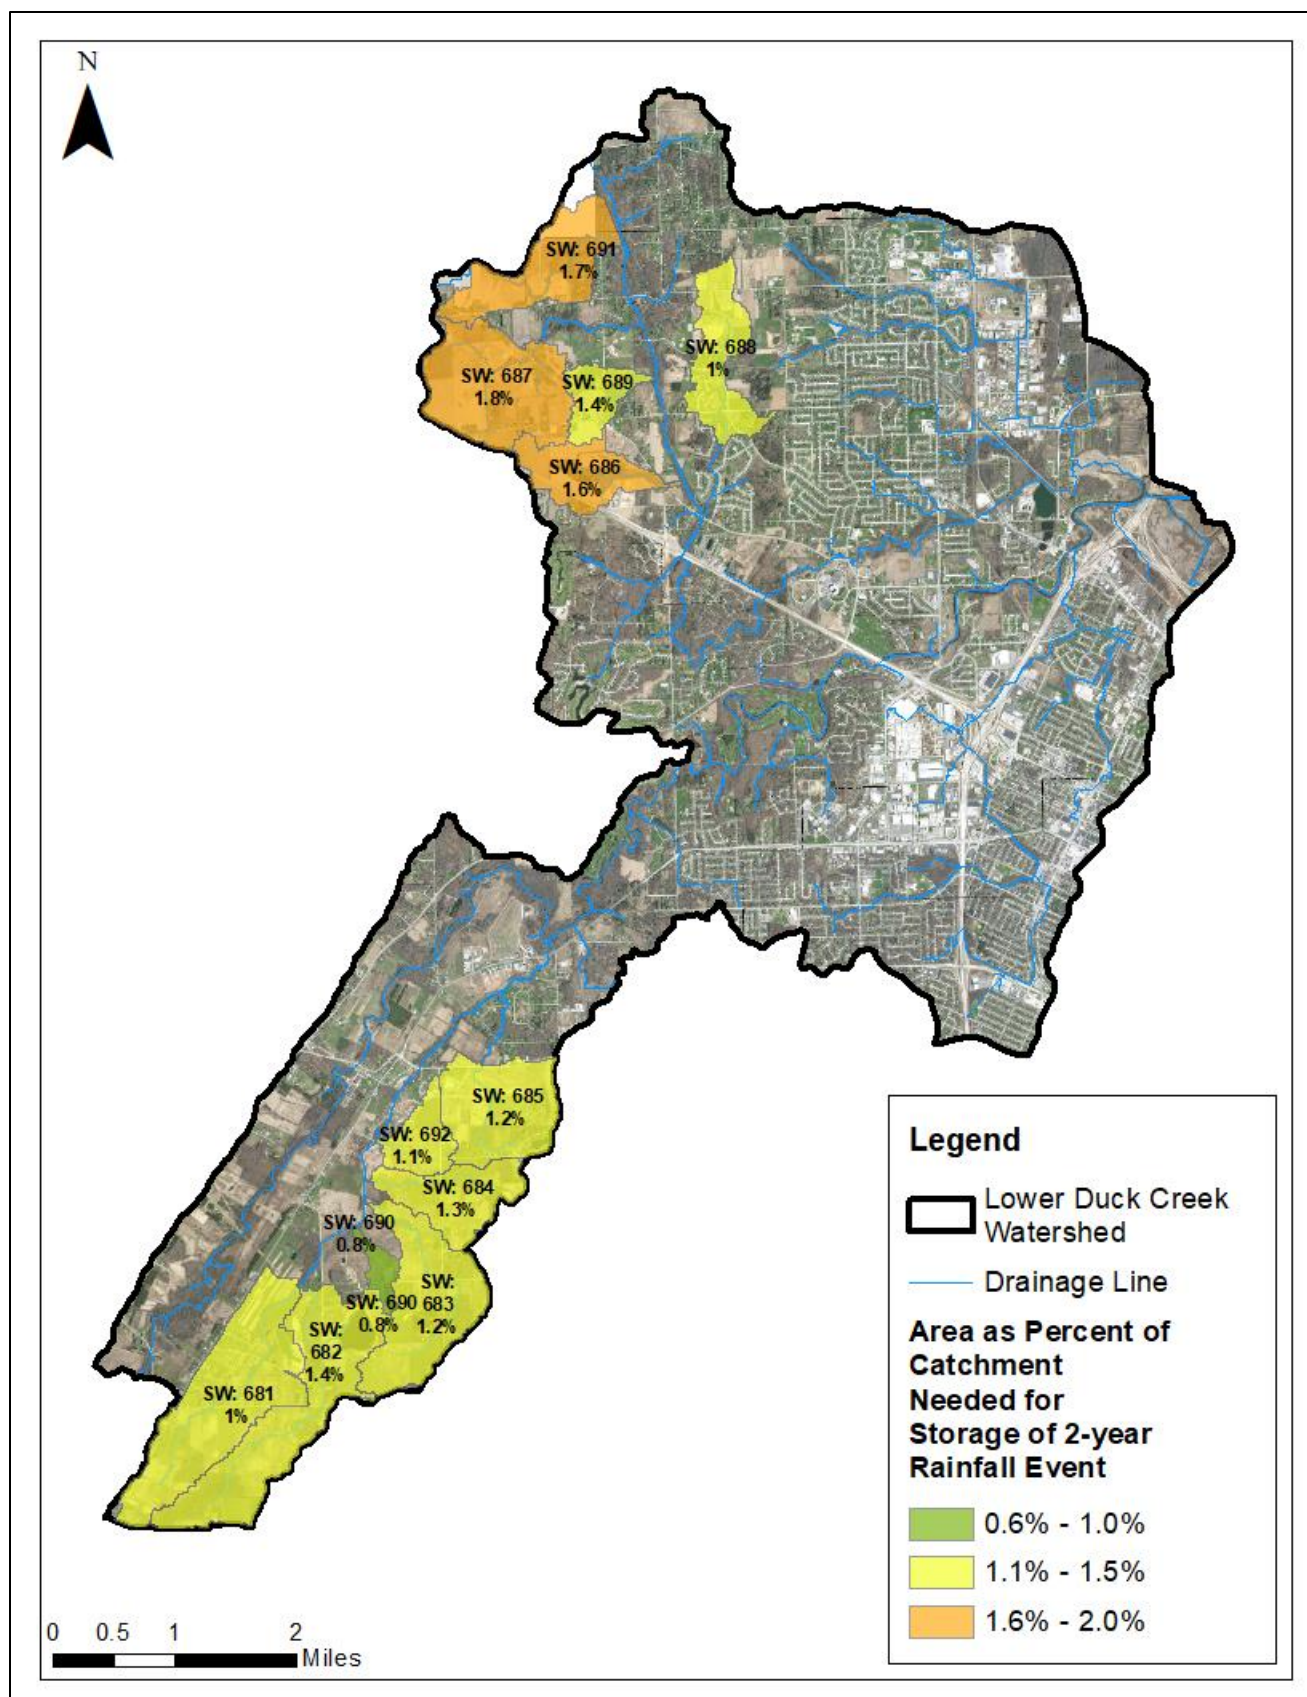 N
SW: 691
1.7%
SW: 688
1%
SW: 687
1.8%
SW: 689
1.4%
SW: 686
1.6%
SW: 685
1.2%
SW: 692
1.1%
SW: 684
1.3%
SW: 690
0.8%
SW:
683
1.2%
SW: 690
0.8%
SW:
682
1.4%
SW: 681
1%
Legend
Lower Duck Creek
Watershed
Drainage Line
Area as Percent of
Catchment
Needed for
Storage of 2-year
Rainfall Event
0.6% - 1.0%
1.1% - 1.5%
1.6% - 2.0%
0 0.5 1 2
Miles